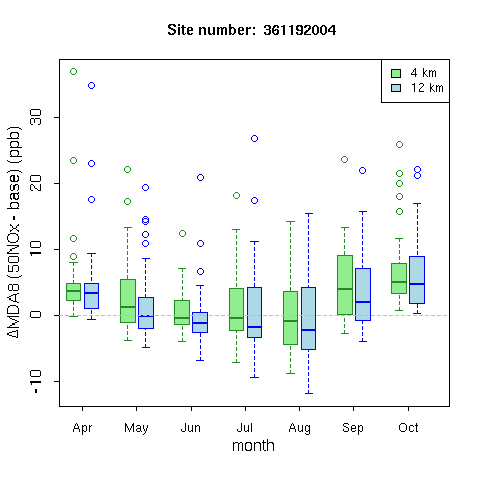 Site number: 361192004
4 km
12 km
ΔMDA8 (50NOx - base) (ppb)
30
20
10
0
-10
Apr May Jun Jul Aug Sep Oct
month